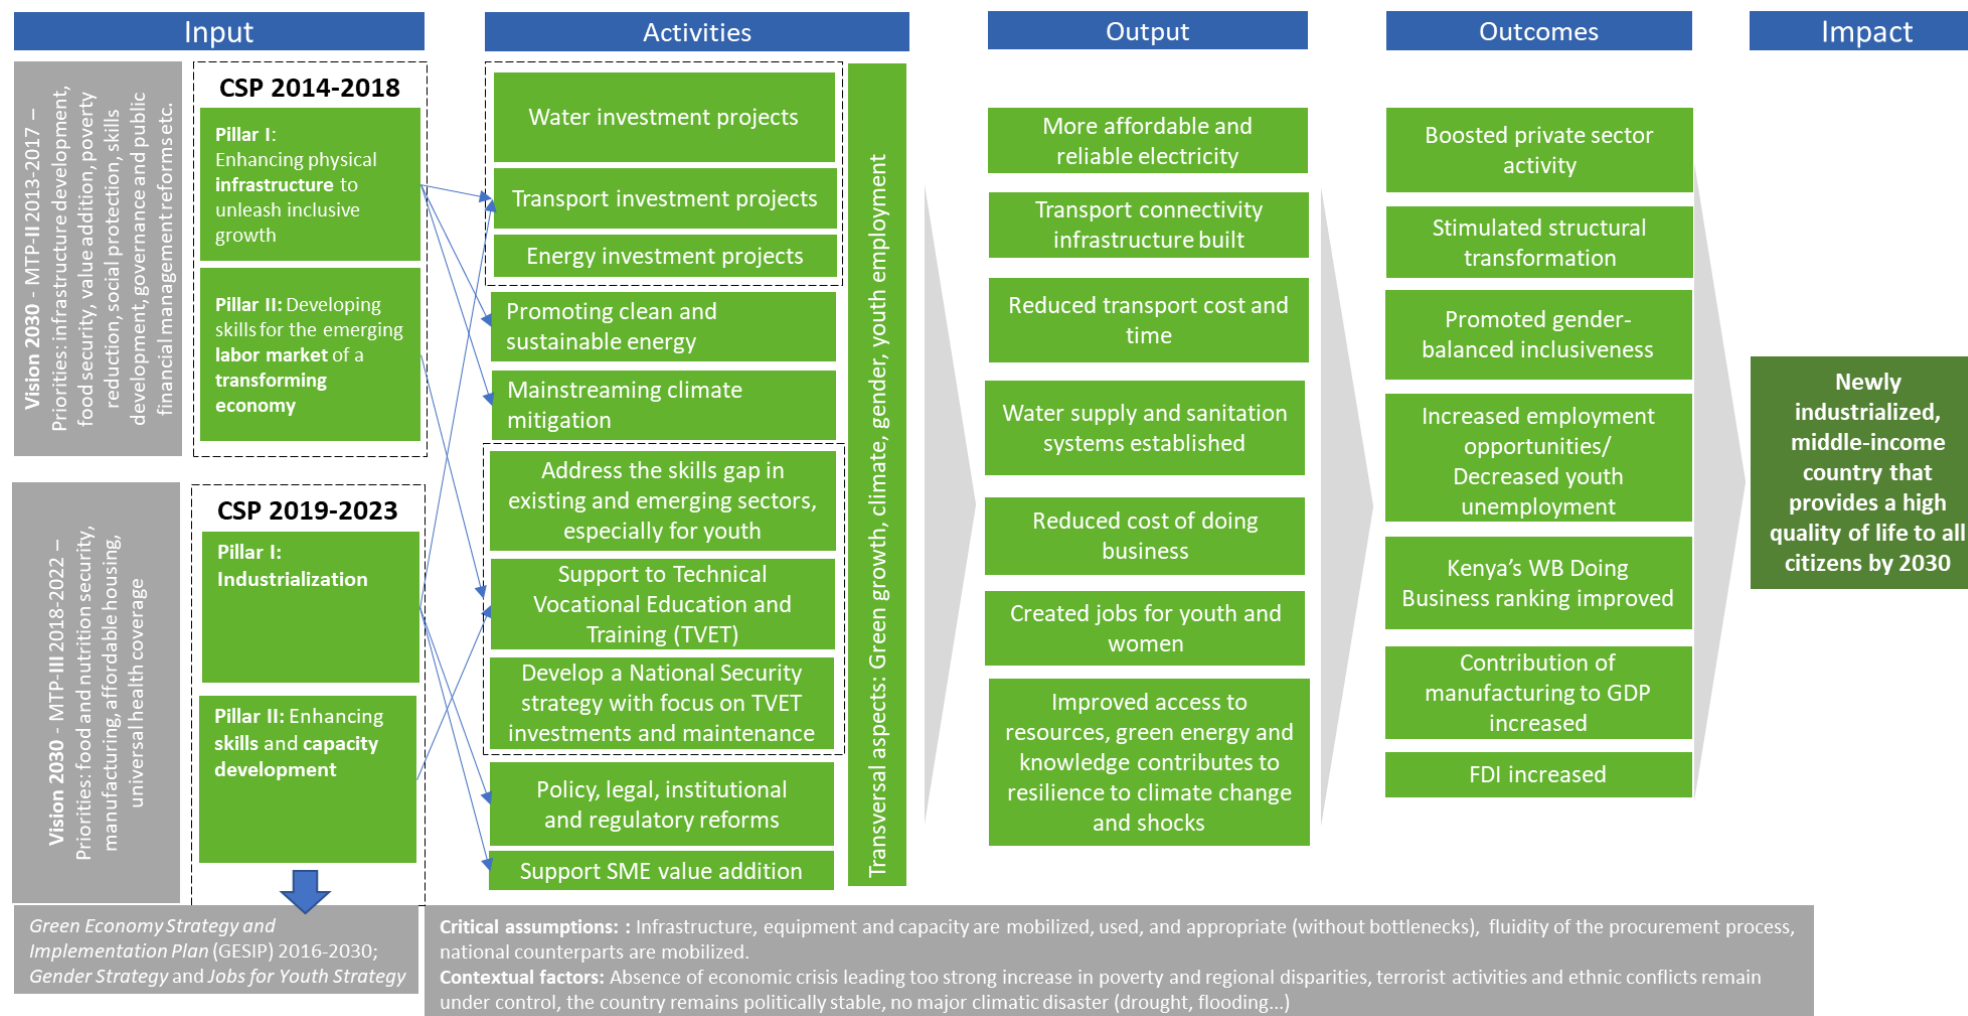 Input
Activities
Output
Outcomes
Impact
Vision 2030 - MTP-II 2013-2017 –
Priorities: infrastructure development,
food security, value addition, poverty
reduction, social protection, skills
development, governance and public
financial management reforms etc.
CSP 2014-2018
Pillar I:
Enhancing physical
infrastructure to
unleash inclusive
growth
Pillar II: Developing
skills for the emerging
labor market of a
transforming
economy
Vision 2030 - MTP-III 2018-2022 –
Priorities: food and nutrition security,
manufacturing, affordable housing,
universal health coverage
CSP 2019-2023
Pillar I:
Industrialization
Pillar II: Enhancing
skills and capacity
development
Green Economy Strategy and
Implementation Plan (GESIP) 2016-2030;
Gender Strategy and Jobs for Youth Strategy
Water investment projects
Transport investment projects
Energy investment projects
Promoting clean and
sustainable energy
Mainstreaming climate
mitigation
Address the skills gap in
existing and emerging sectors,
especially for youth
Support to Technical
Vocational Education and
Training (TVET)
Develop a National Security
strategy with focus on TVET
investments and maintenance
Policy, legal, institutional
and regulatory reforms
Support SME value addition
Transversal aspects: Green growth, climate, gender, youth employment
More affordable and
reliable electricity
Transport connectivity
infrastructure built
Reduced transport cost and
time
Water supply and sanitation
systems established
Reduced cost of doing
business
Created jobs for youth and
women
Improved access to
resources, green energy and
knowledge contributes to
resilience to climate change
and shocks
Boosted private sector
activity
Stimulated structural
transformation
Promoted gender-
balanced inclusiveness
Increased employment
opportunities/
Decreased youth
unemployment
Kenya's WB Doing
Business ranking improved
Contribution of
manufacturing to GDP
increased
FDI increased
Newly
industrialized,
middle-income
country that
provides a high
quality of life to all
citizens by 2030
Critical assumptions: : Infrastructure, equipment and capacity are mobilized, used, and appropriate (without bottlenecks), fluidity of the procurement process,
national counterparts are mobilized.
Contextual factors: Absence of economic crisis leading too strong increase in poverty and regional disparities, terrorist activities and ethnic conflicts remain
under control, the country remains politically stable, no major climatic disaster (drought, flooding...)